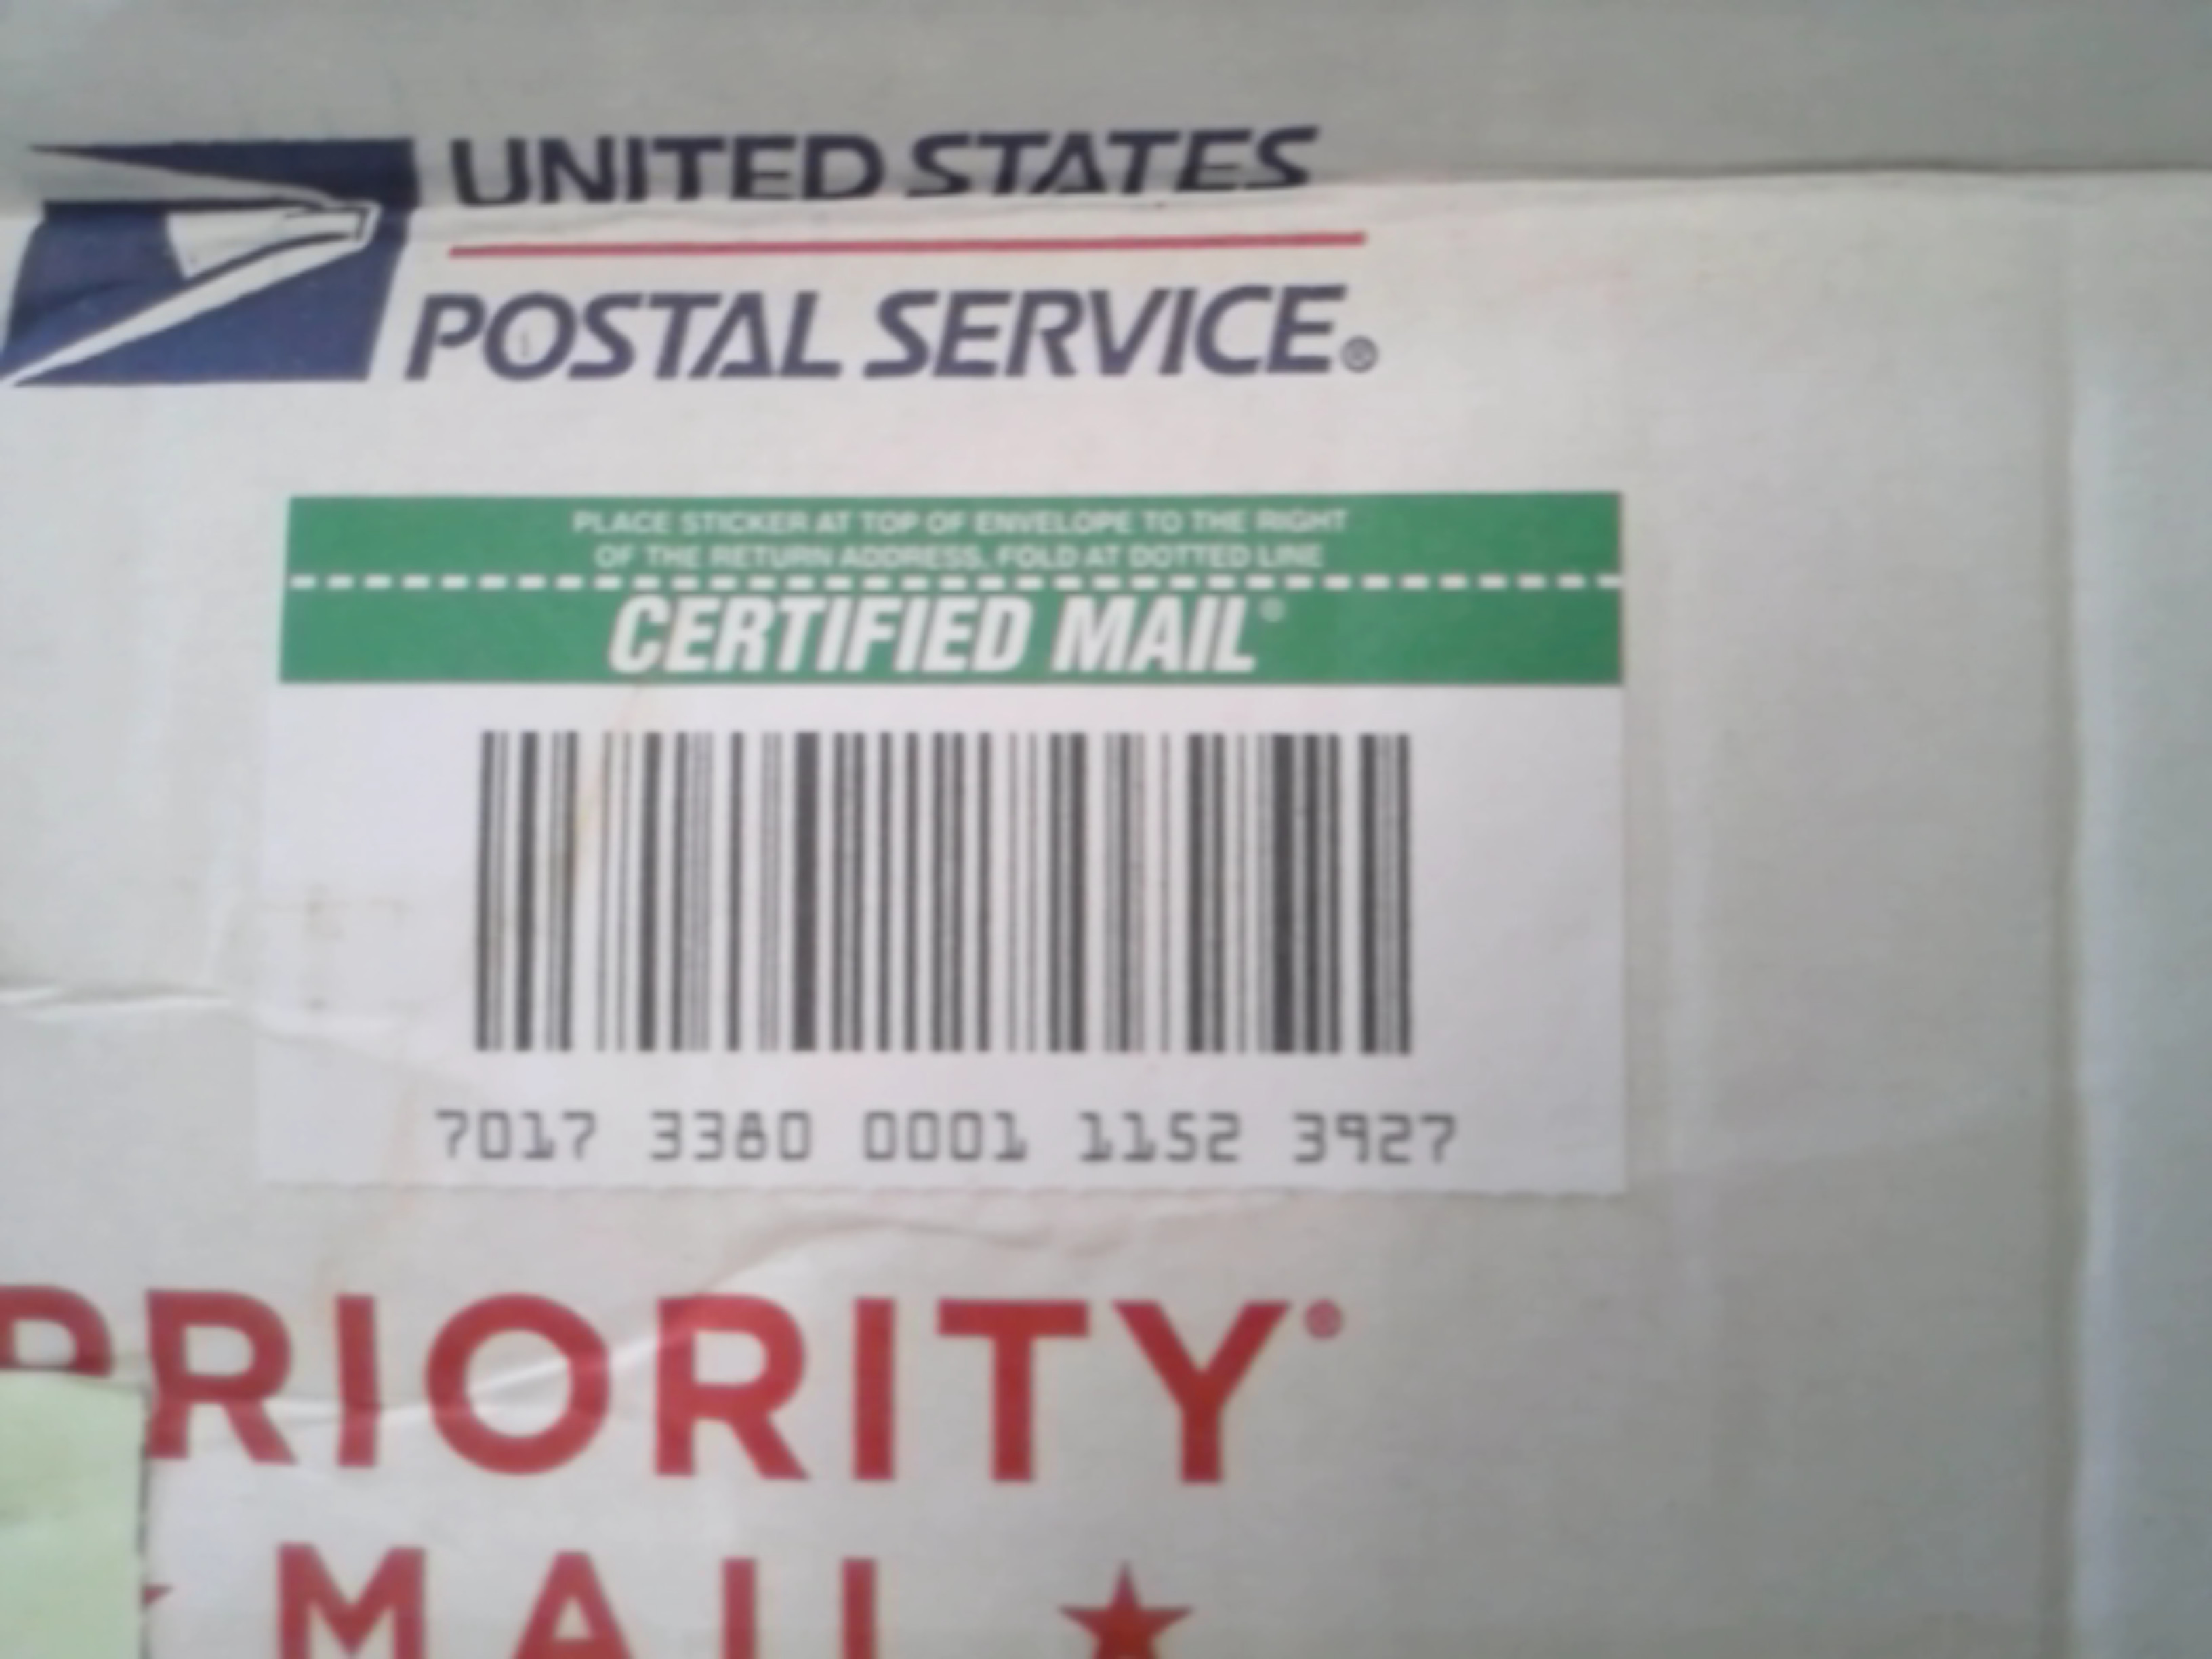 UNITED STATES
POSTAL SERVICE®
PLACE STICKER AT TOP OF ENVELOPE TO THE RIGHT
OF THE RETURN ADDRESS, FOLD AT DOTTED LINE
CERTIFIED MAIL®
7017 3380 0001 1152 3927
PRIORITY®
MAIL